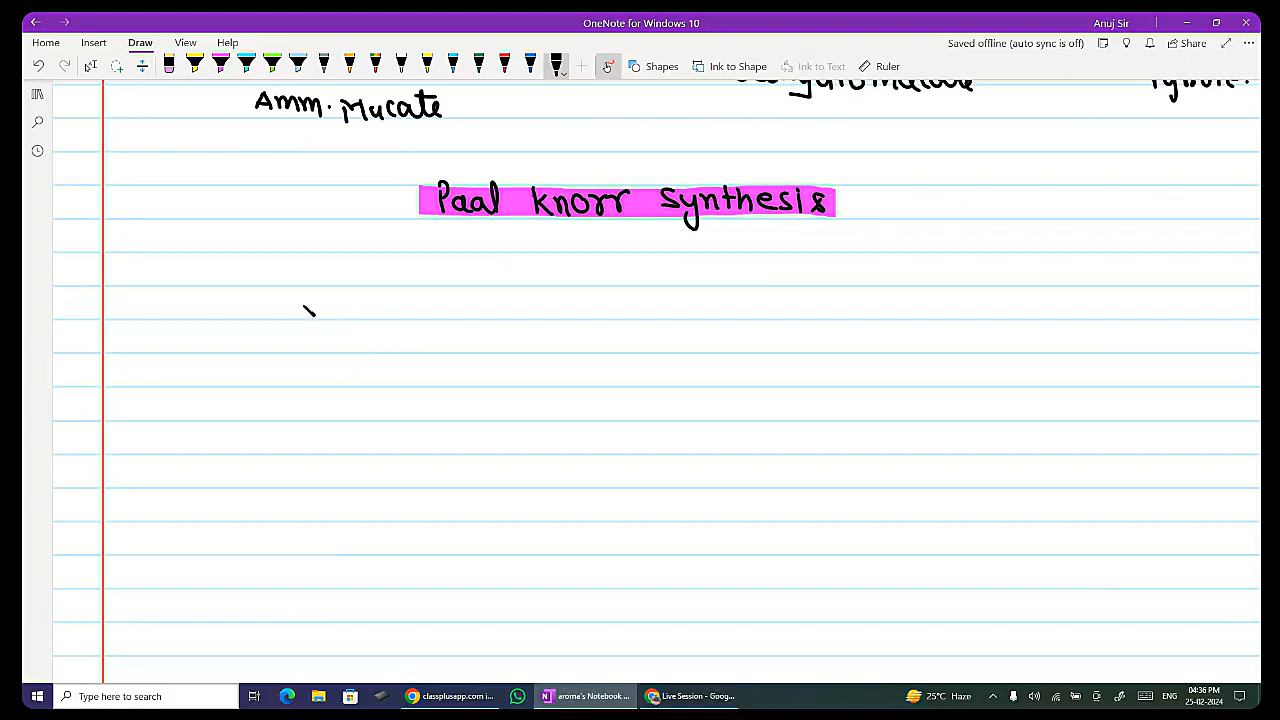 OneNote for Windows 10
Anuj Sir
Home Insert Draw View Help
Saved offline (auto sync is off)
Share
Shapes
Ink to Shape
Ink to Text
Ruler
Amm. Mucate
Paal knorr synthesis
Type here to search
classplusapp.com i...
aroma's Notebook ...
Live Session - Goog...
25°C Haze
ENG
04:36 PM
25-02-2024